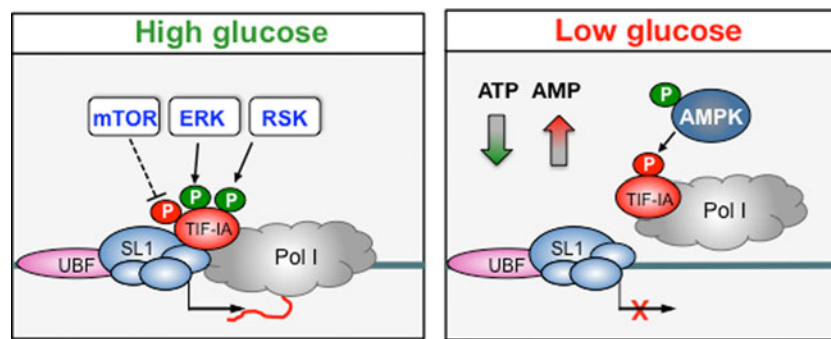 High glucose
mTOR ERK RSK
P P P
TIF-IA
SL1
UBF
Pol I
Low glucose
ATP AMP
P
AMPK
P
TIF-IA
Pol I
SL1
UBF
X